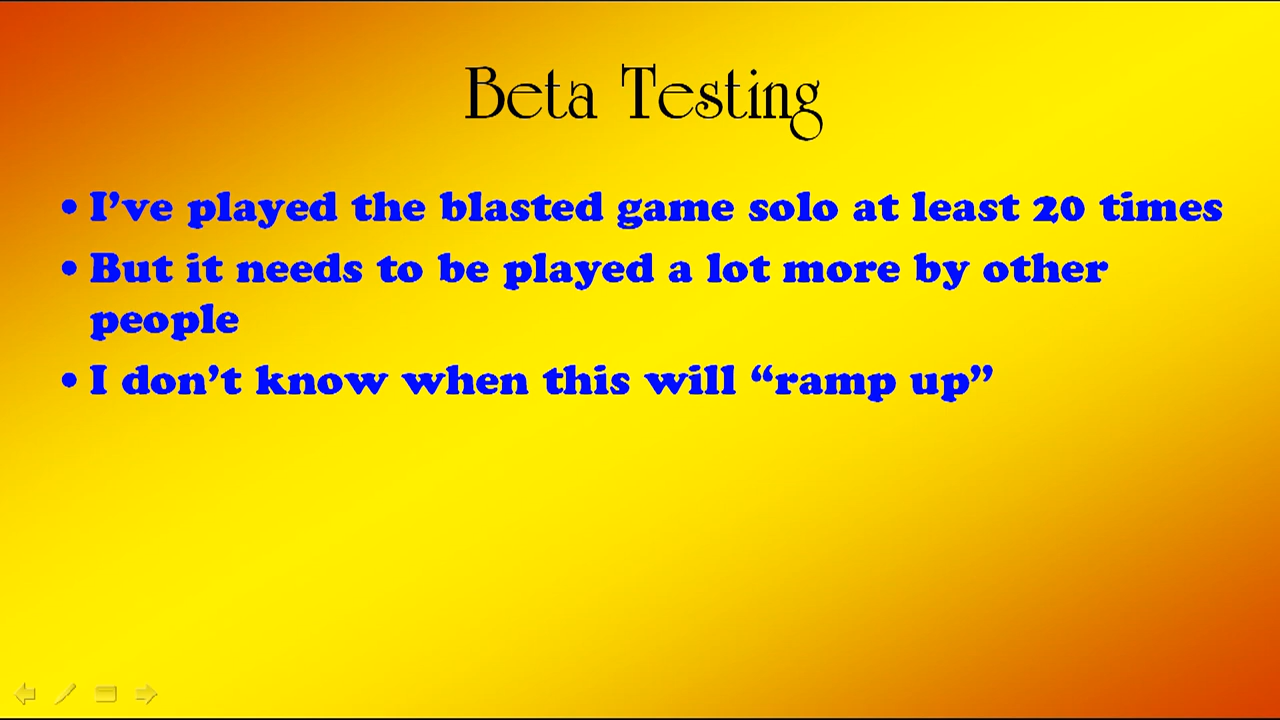 Beta Testing
• I’ve played the blasted game solo at least 20 times
• But it needs to be played a lot more by other
people
• I don’t know when this will “ramp up”